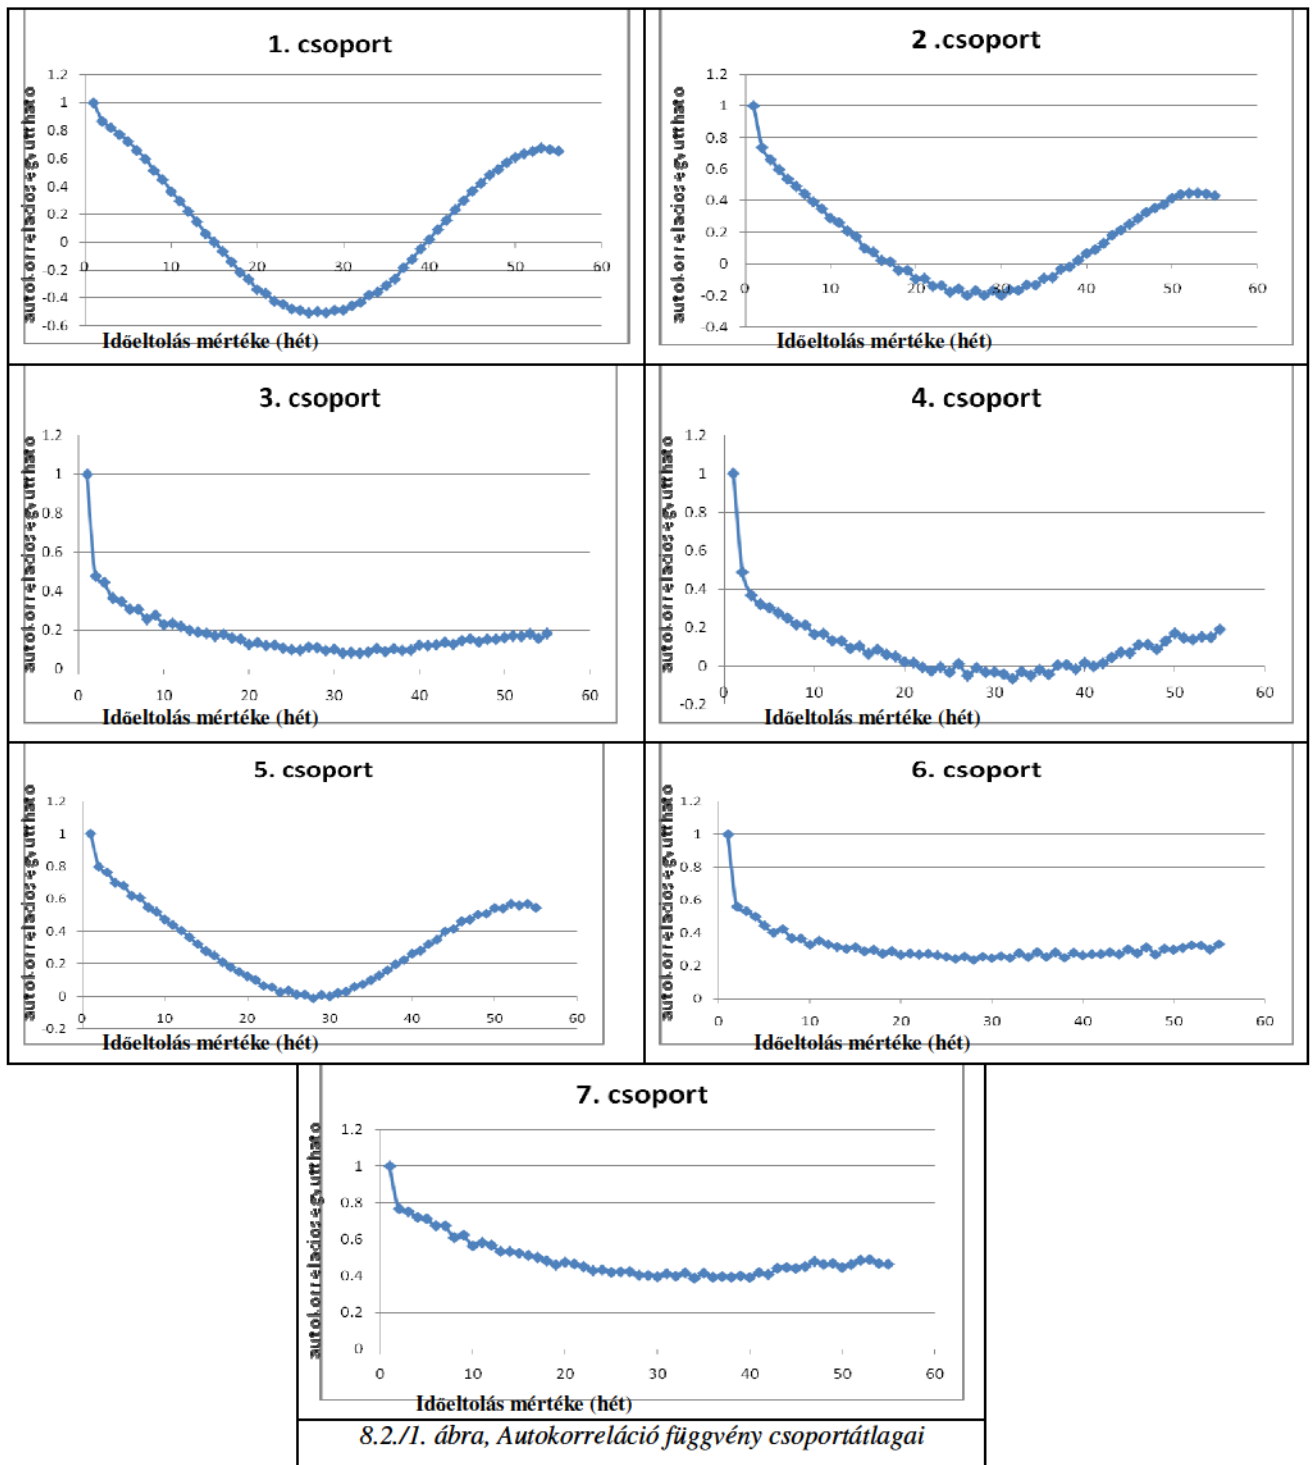 1. csoport
1.2
1
0.8
0.6
0.4
0.2
0
-0.2
-0.4
-0.6
0 10 20 30 40 50 60
Időeltolás mértéke (hét)
2 .csoport
1.2
1
0.8
0.6
0.4
0.2
0
-0.2
-0.4
0 10 20 30 40 50 60
Időeltolás mértéke (hét)
3. csoport
1.2
1
0.8
0.6
0.4
0.2
0
0 10 20 30 40 50 60
Időeltolás mértéke (hét)
4. csoport
1.2
1
0.8
0.6
0.4
0.2
0
-0.2
0 10 20 30 40 50 60
Időeltolás mértéke (hét)
5. csoport
1.2
1
0.8
0.6
0.4
0.2
0
-0.2
0 10 20 30 40 50 60
Időeltolás mértéke (hét)
6. csoport
1.2
1
0.8
0.6
0.4
0.2
0
0 10 20 30 40 50 60
Időeltolás mértéke (hét)
7. csoport
1.2
1
0.8
0.6
0.4
0.2
0
0 10 20 30 40 50 60
Időeltolás mértéke (hét)
8.2./1. ábra, Autokorreláció függvény csoportátlagai